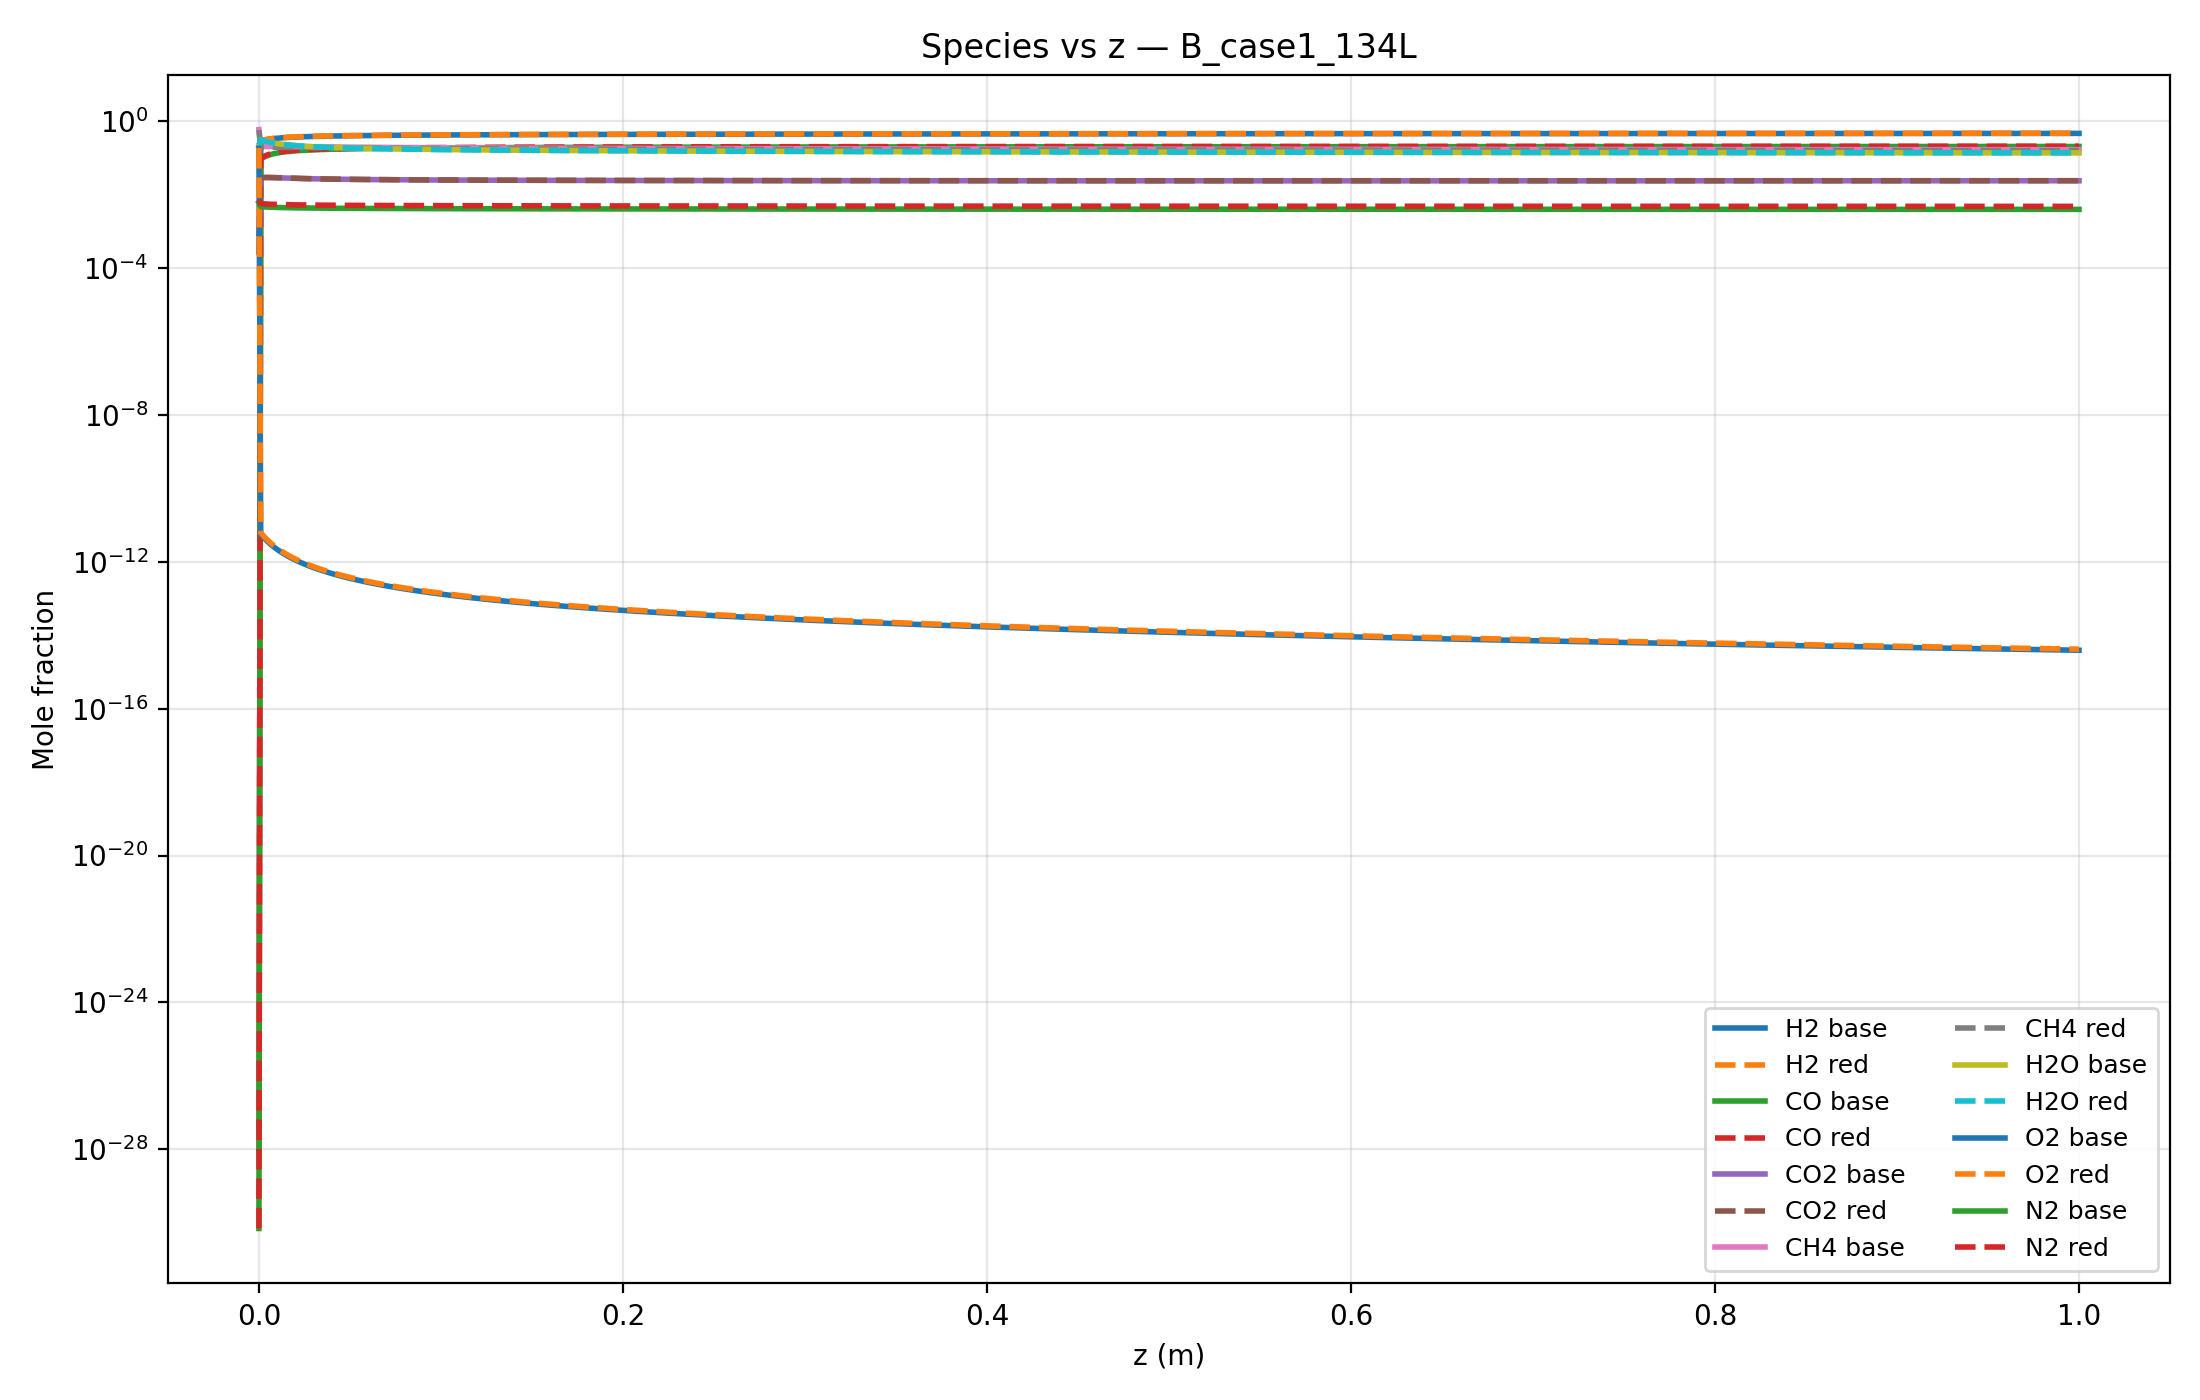 Species vs z — B_case1_134L
Mole fraction
10⁰
10⁻⁴
10⁻⁸
10⁻¹²
10⁻¹⁶
10⁻²⁰
10⁻²⁴
10⁻²⁸
H2 base
H2 red
CO base
CO red
CO2 base
CO2 red
CH4 base
CH4 red
H2O base
H2O red
O2 base
O2 red
N2 base
N2 red
0.0 0.2 0.4 0.6 0.8 1.0
z (m)